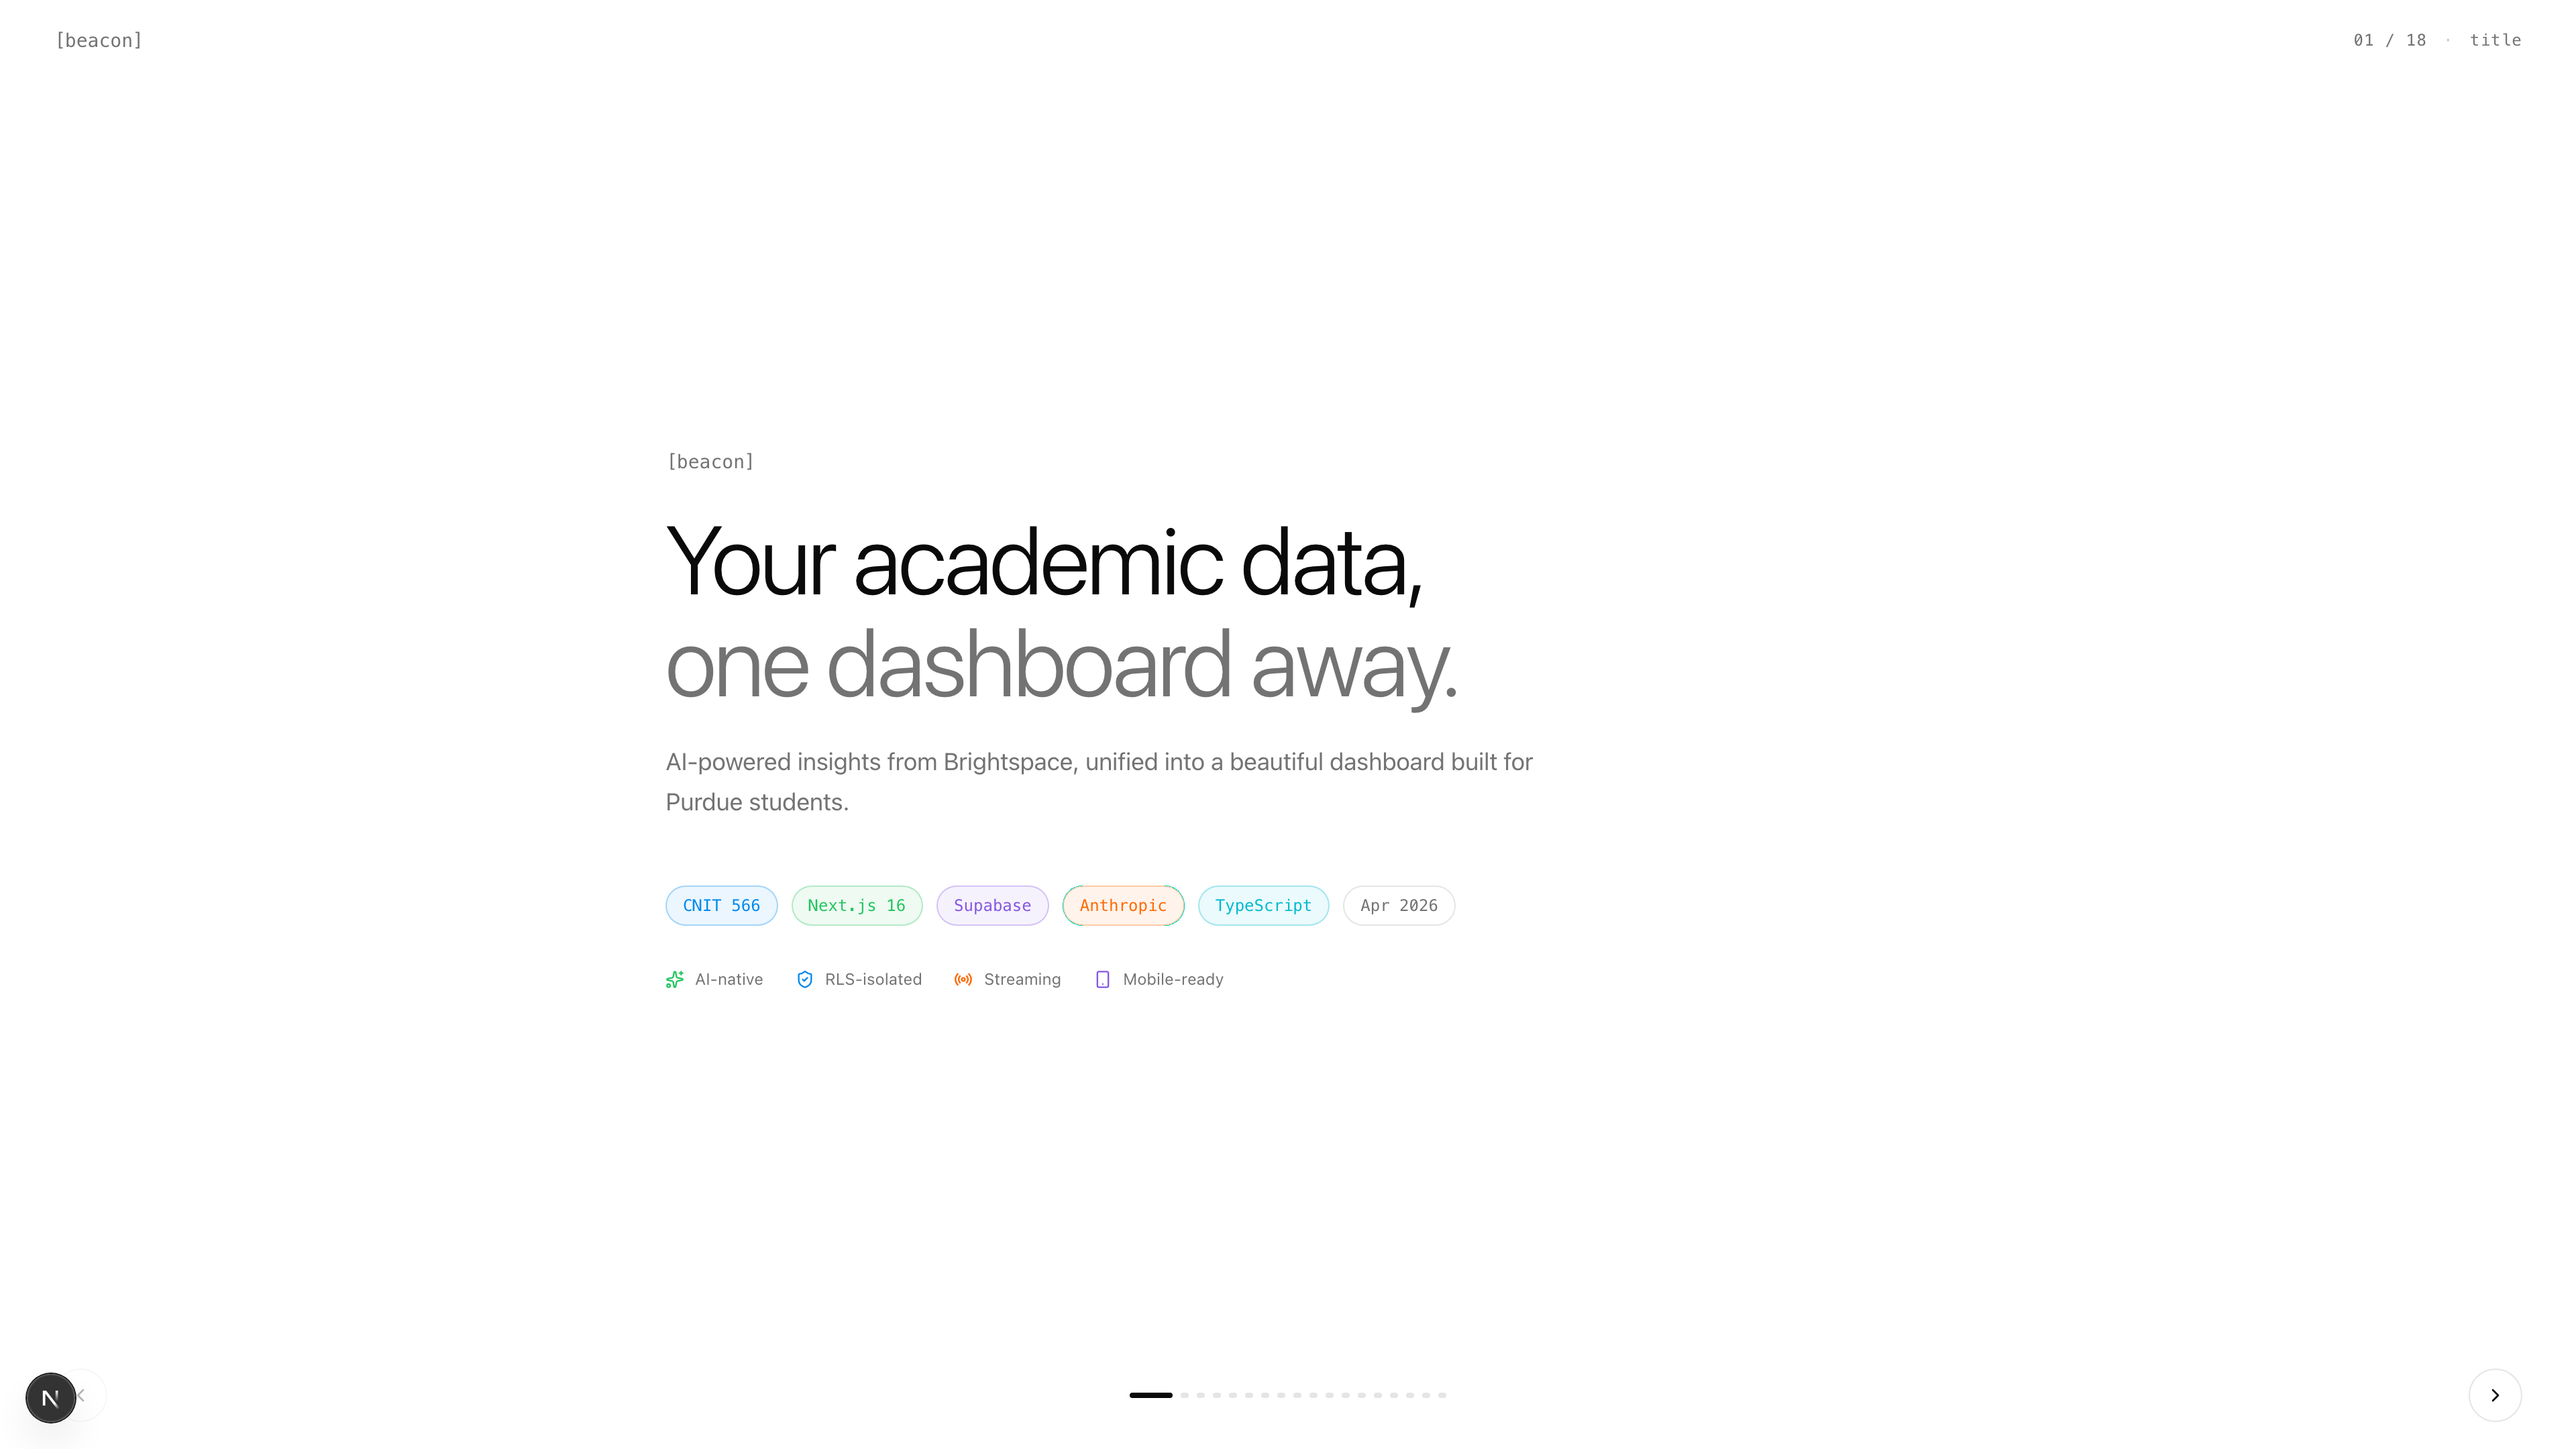 [beacon]
01 / 18 · title
[beacon]
Your academic data,
one dashboard away.
AI-powered insights from Brightspace, unified into a beautiful dashboard built for
Purdue students.
CNIT 566 Next.js 16 Supabase Anthropic TypeScript Apr 2026
AI-native RLS-isolated Streaming Mobile-ready
N